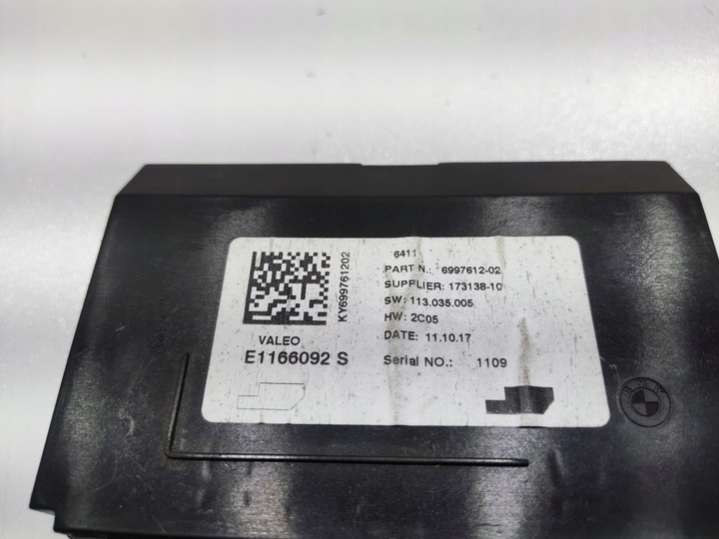 6411
PART N.: 6997612-02
SUPPLIER: 173138-10
SW: 113.035.005
HW: 2C05
DATE: 11.10.17
Serial NO.: 1109
KY699761202
VALEO
E1166092 S